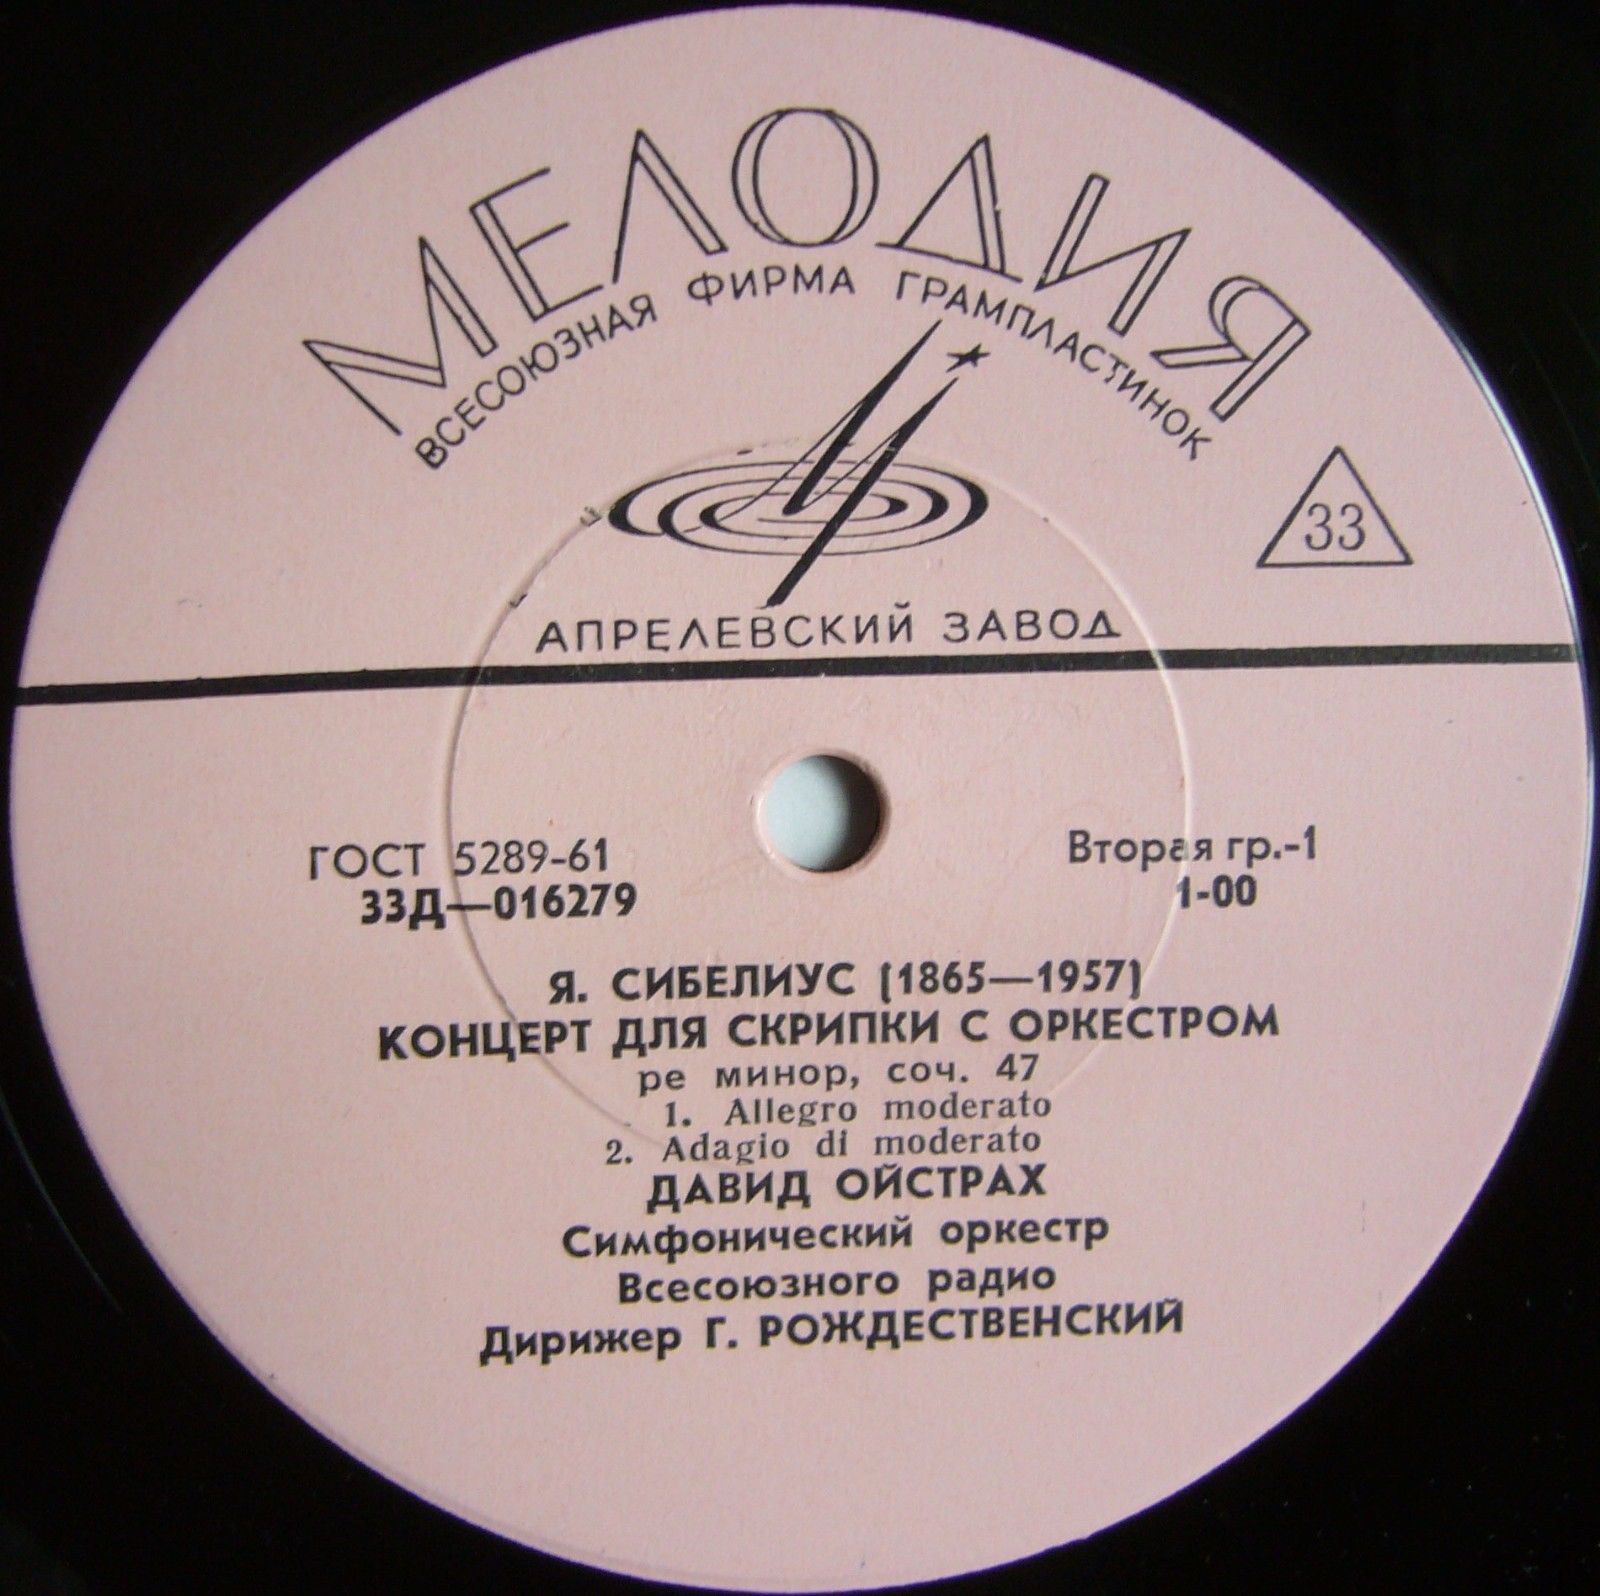 МЕЛОДИЯ
ВСЕСОЮЗНАЯ ФИРМА ГРАМПЛАСТИНОК
33
АПРЕЛЕВСКИЙ ЗАВОД
ГОСТ 5289-61
33Д—016279
Вторая гр.-1
1-00
Я. СИБЕЛИУС (1865—1957)
КОНЦЕРТ ДЛЯ СКРИПКИ С ОРКЕСТРОМ
ре минор, соч. 47
1. Allegro moderato
2. Adagio di moderato
ДАВИД ОЙСТРАХ
Симфонический оркестр
Всесоюзного радио
Дирижер Г. РОЖДЕСТВЕНСКИЙ